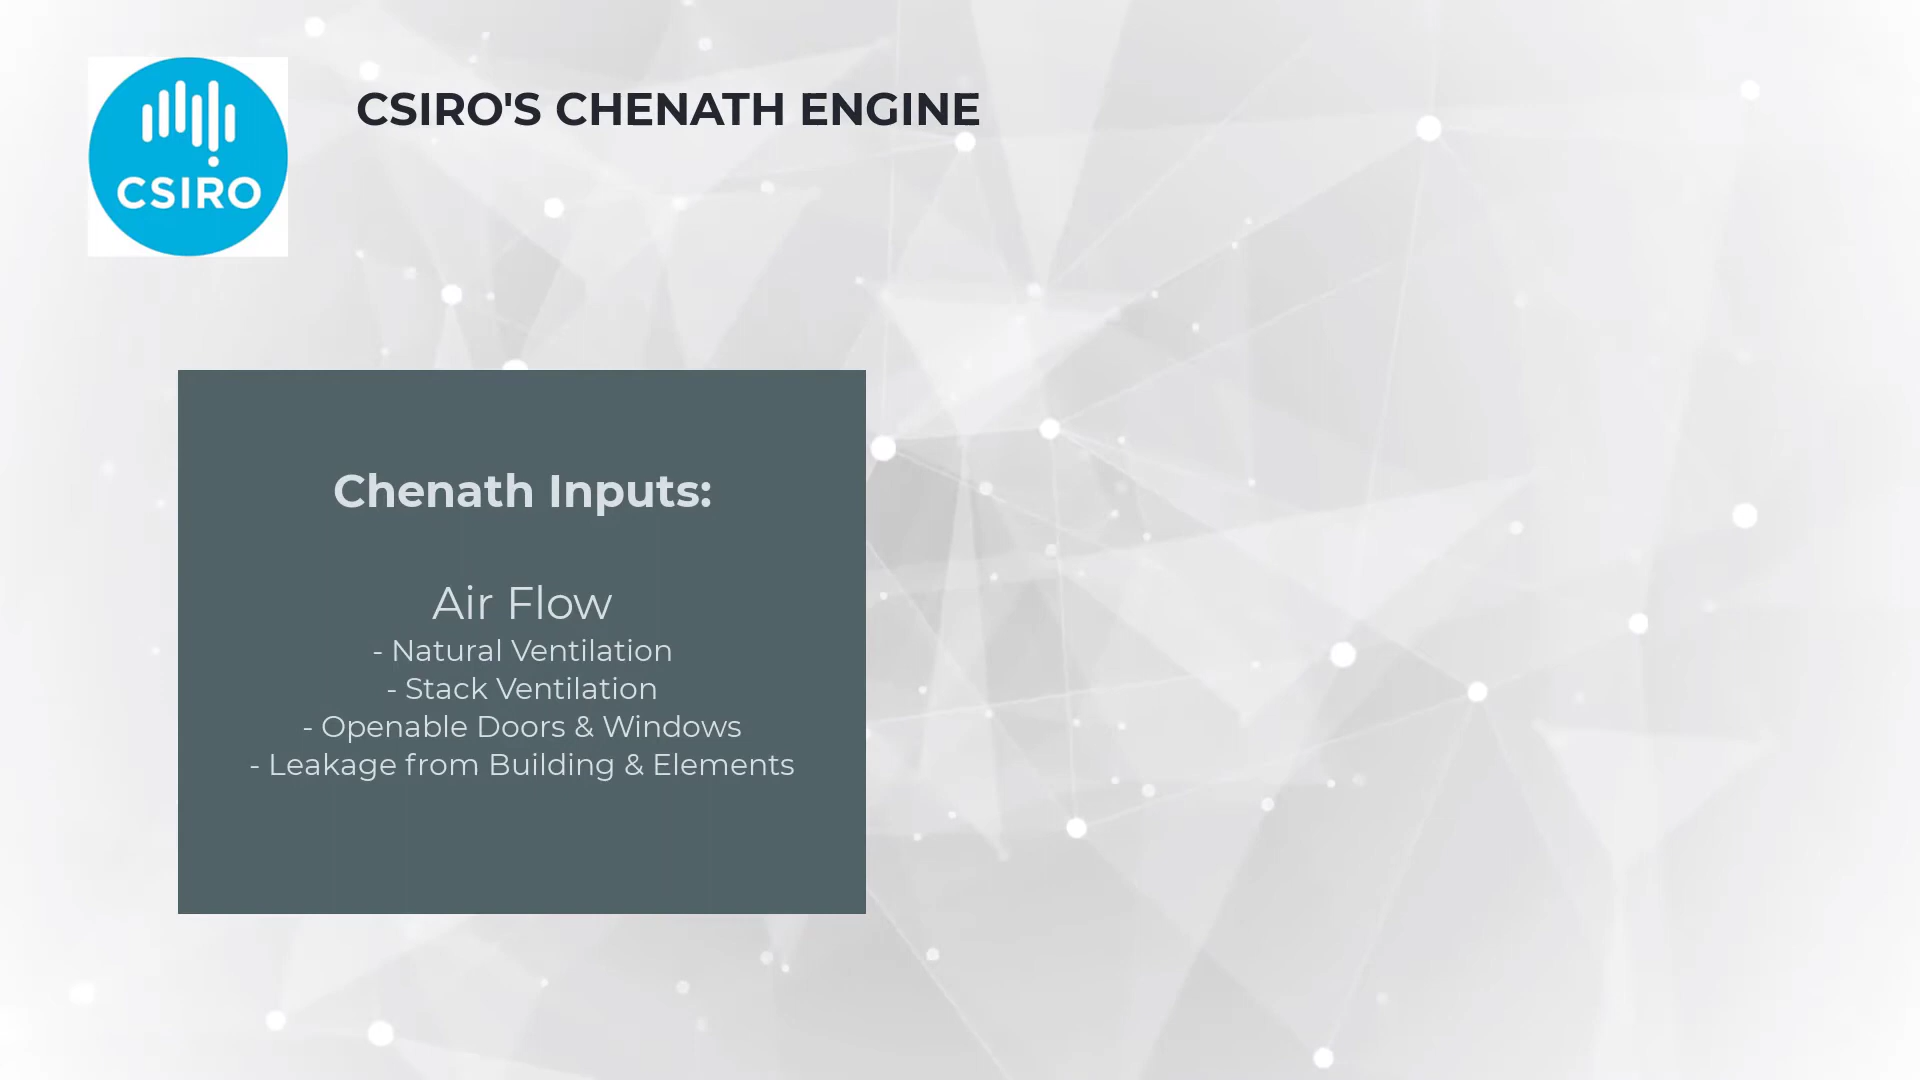 CSIRO
CSIRO'S CHENATH ENGINE
Chenath Inputs:
Air Flow
- Natural Ventilation
- Stack Ventilation
- Openable Doors & Windows
- Leakage from Building & Elements